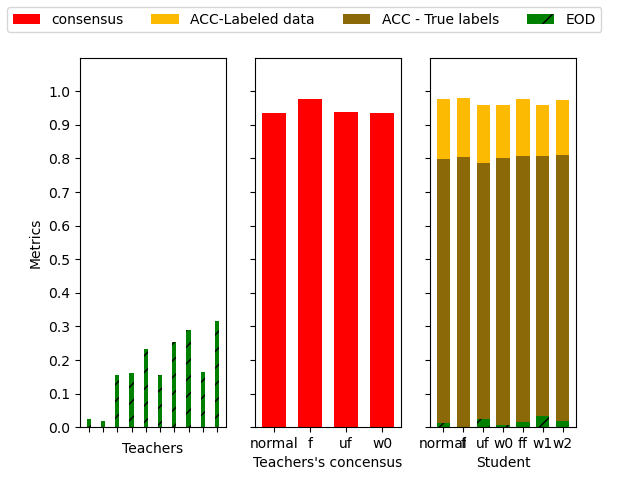 consensus ACC-Labeled data ACC - True labels EOD
Metrics
1.0
0.9
0.8
0.7
0.6
0.5
0.4
0.3
0.2
0.1
0.0
normal f uf w0
normal f uf w0 ff w1 w2
Teachers
Teachers's concensus
Student